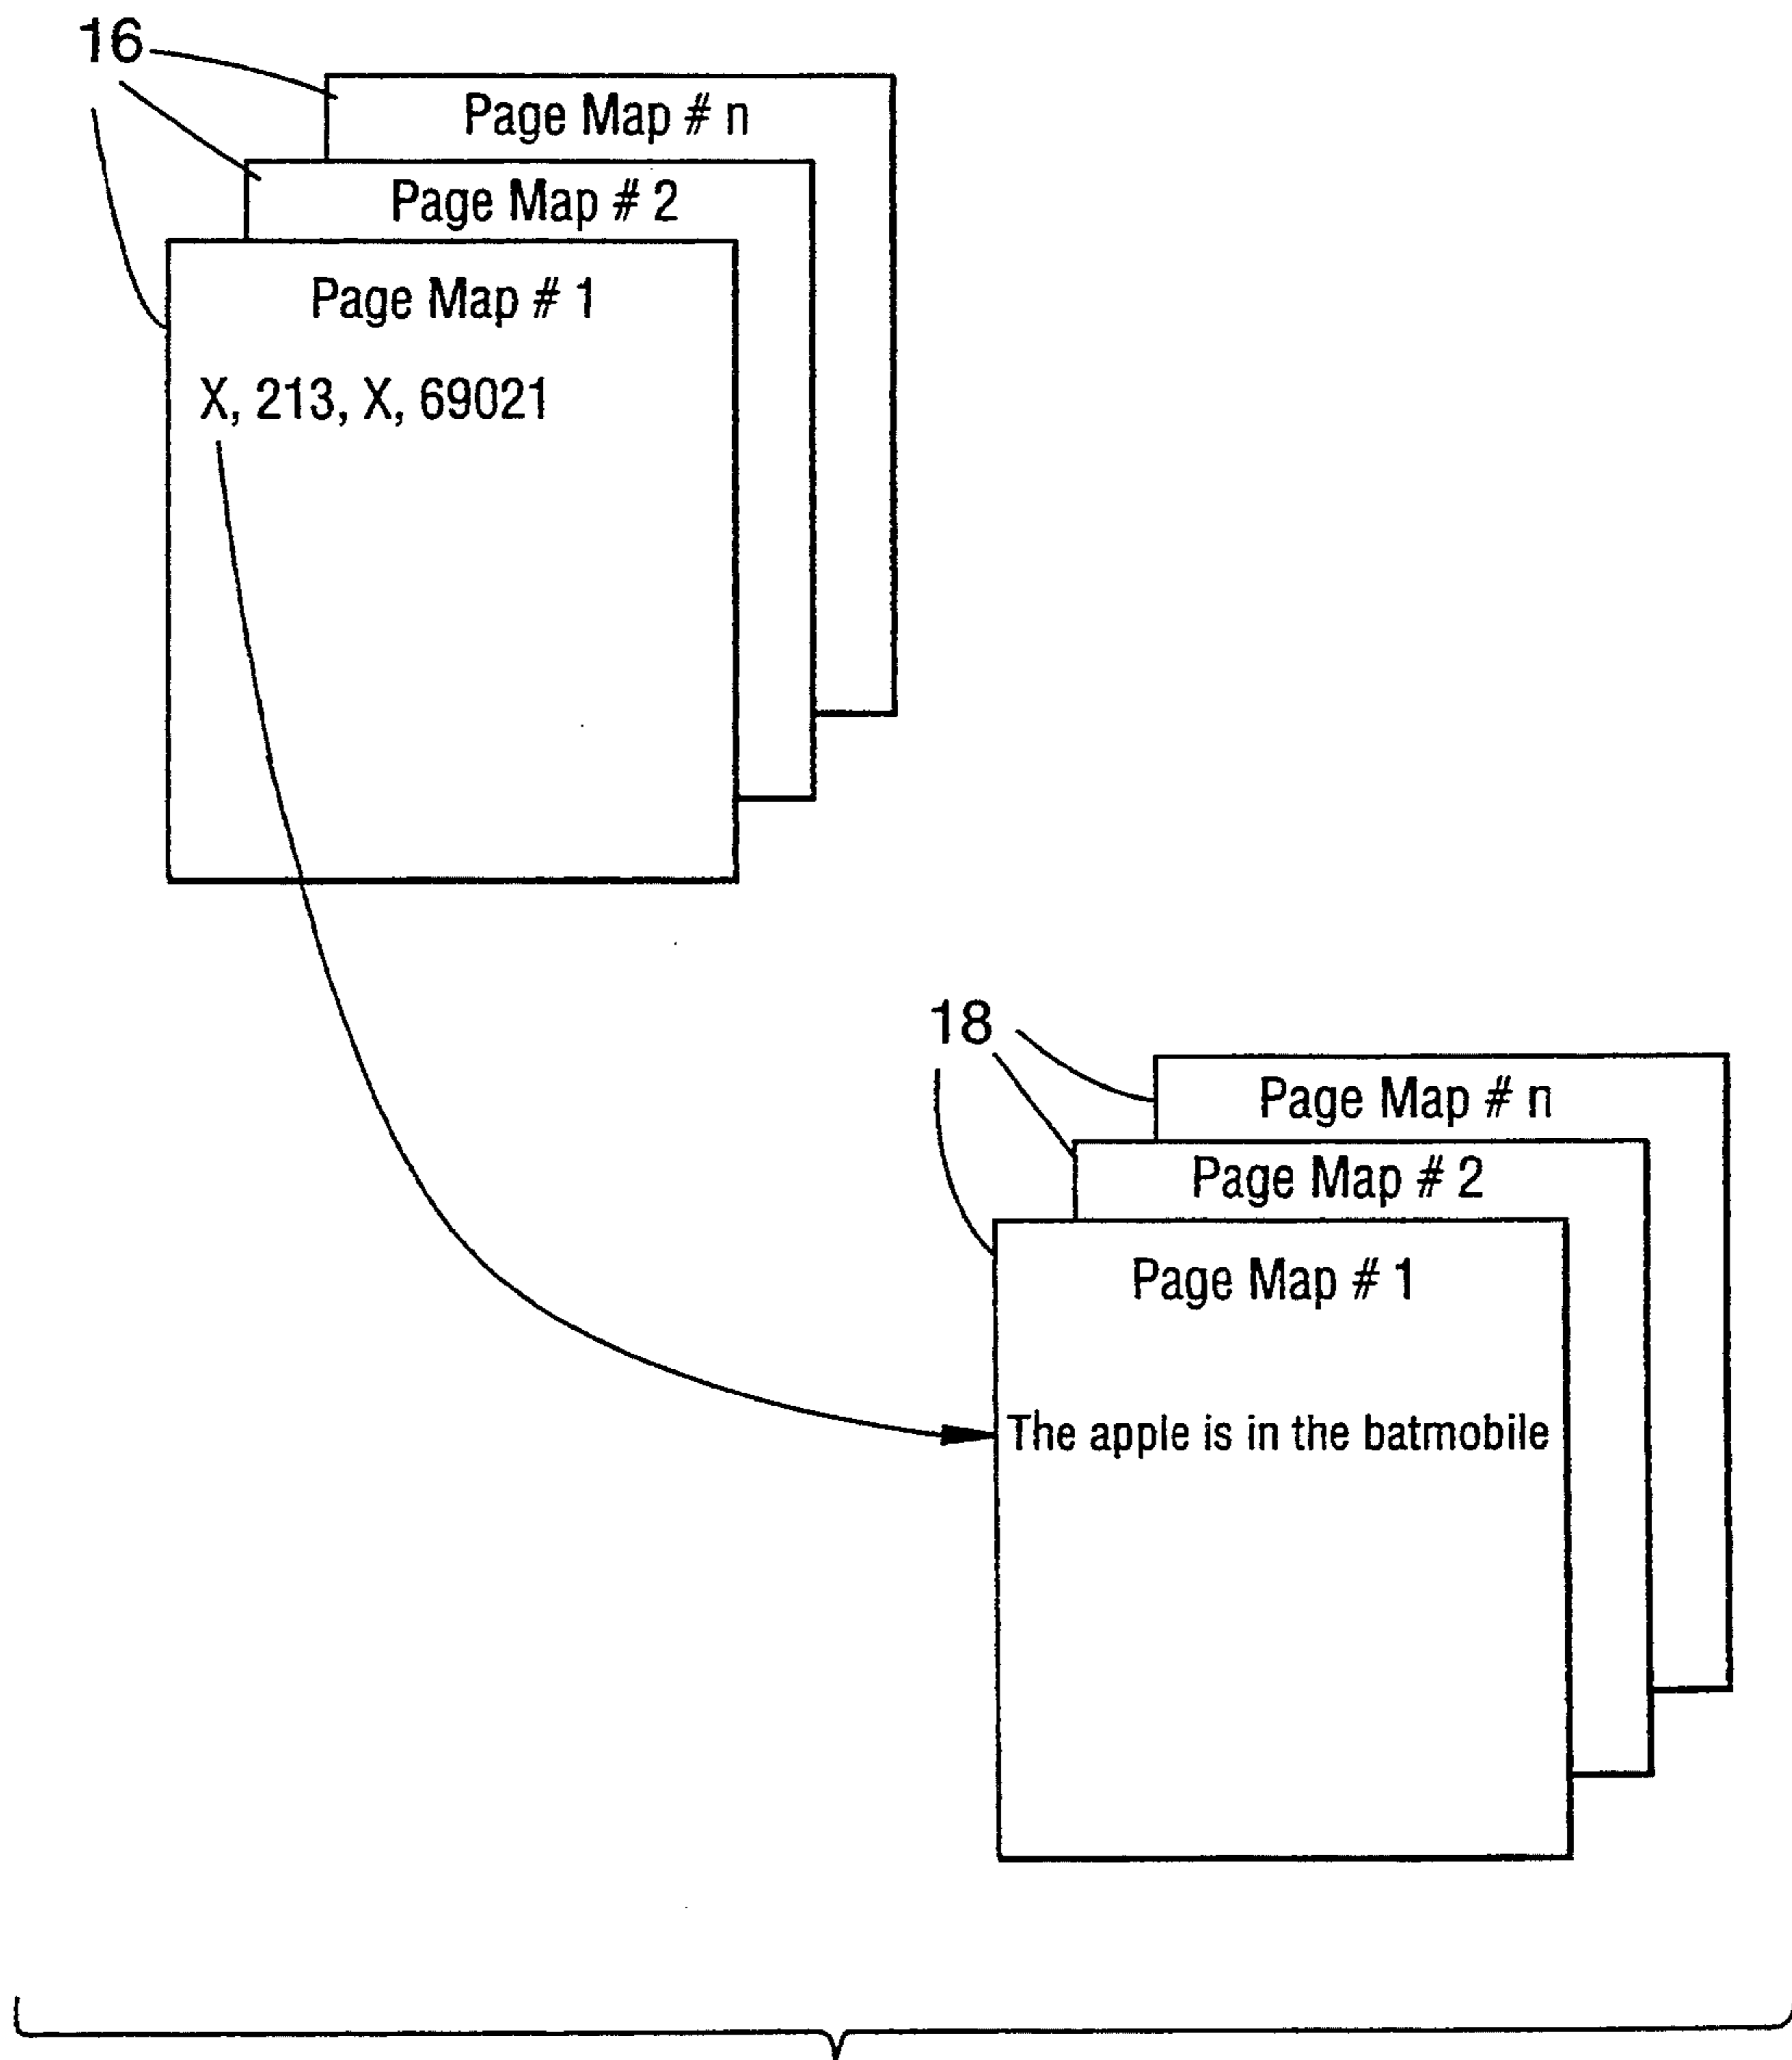 16
Page Map # n
Page Map # 2
Page Map # 1
X, 213, X, 69021
18
Page Map # n
Page Map # 2
Page Map # 1
The apple is in the batmobile